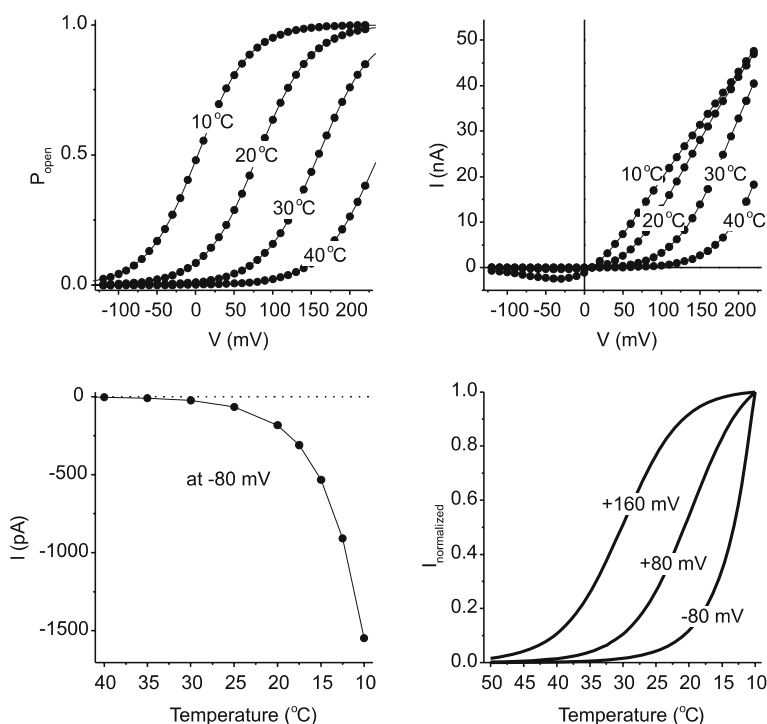 1.0
0.5
0.0
P_open
10°C
20°C
30°C
40°C
-100 -50 0 50 100 150 200
V (mV)
50
40
30
20
10
0
I (nA)
10°C
20°C
30°C
40°C
-100 -50 0 50 100 150 200
V (mV)
0
-500
-1000
-1500
I (pA)
at -80 mV
40 35 30 25 20 15 10
Temperature (°C)
1.0
0.8
0.6
0.4
0.2
0.0
I_normalized
+160 mV
+80 mV
-80 mV
50 45 40 35 30 25 20 15 10
Temperature (°C)